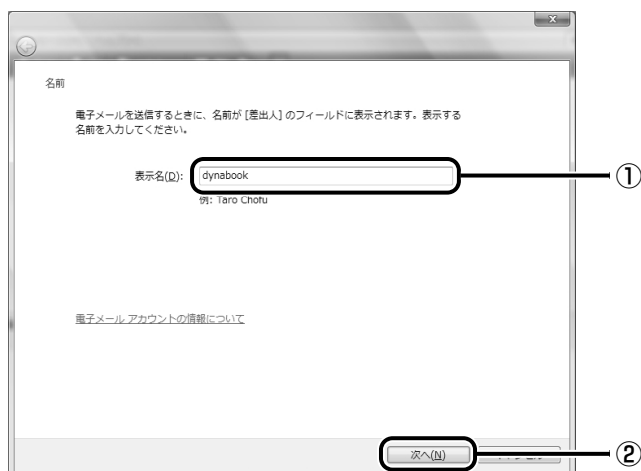 名前
電子メールを送信するときに、名前が [差出人] のフィールドに表示されます。表示する
名前を入力してください。
表示名(D): dynabook
①
例: Taro Chofu
電子メール アカウントの情報について
次へ(N)
②